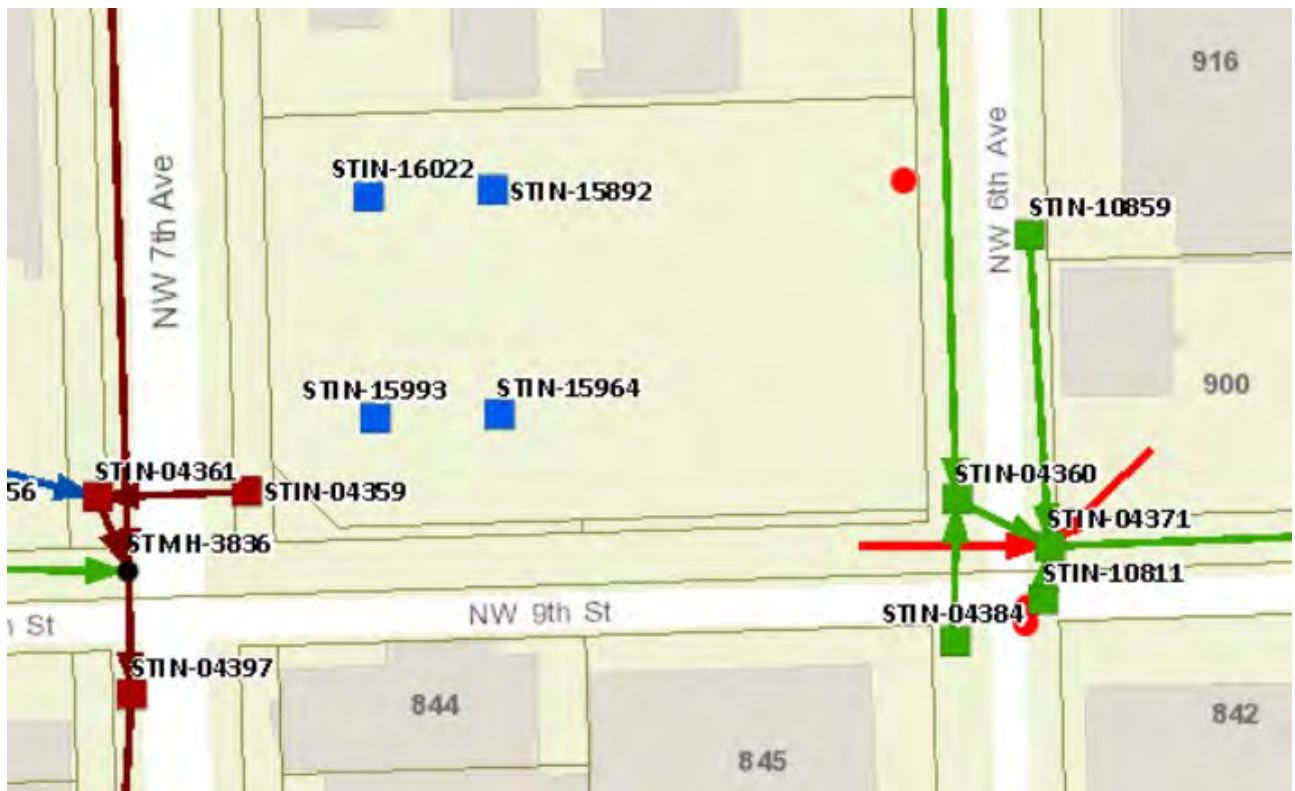 916
NW 7th Ave
NW 6th Ave
STIN-16022
STIN-15892
STIN-10859
STIN-15993
STIN-15964
900
STIN-04361
56
STIN-04359
STIN-04360
STIN-04371
STMH-3836
STIN-10811
STIN-04384
NW 9th St
St
STIN-04397
844
842
845